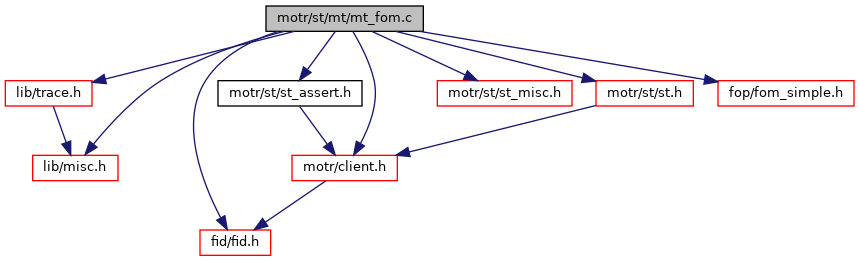 motr/st/mt/mt_fom.c
lib/trace.h
motr/st/st_assert.h
motr/st/st_misc.h
motr/st/st.h
fop/fom_simple.h
lib/misc.h
motr/client.h
fid/fid.h